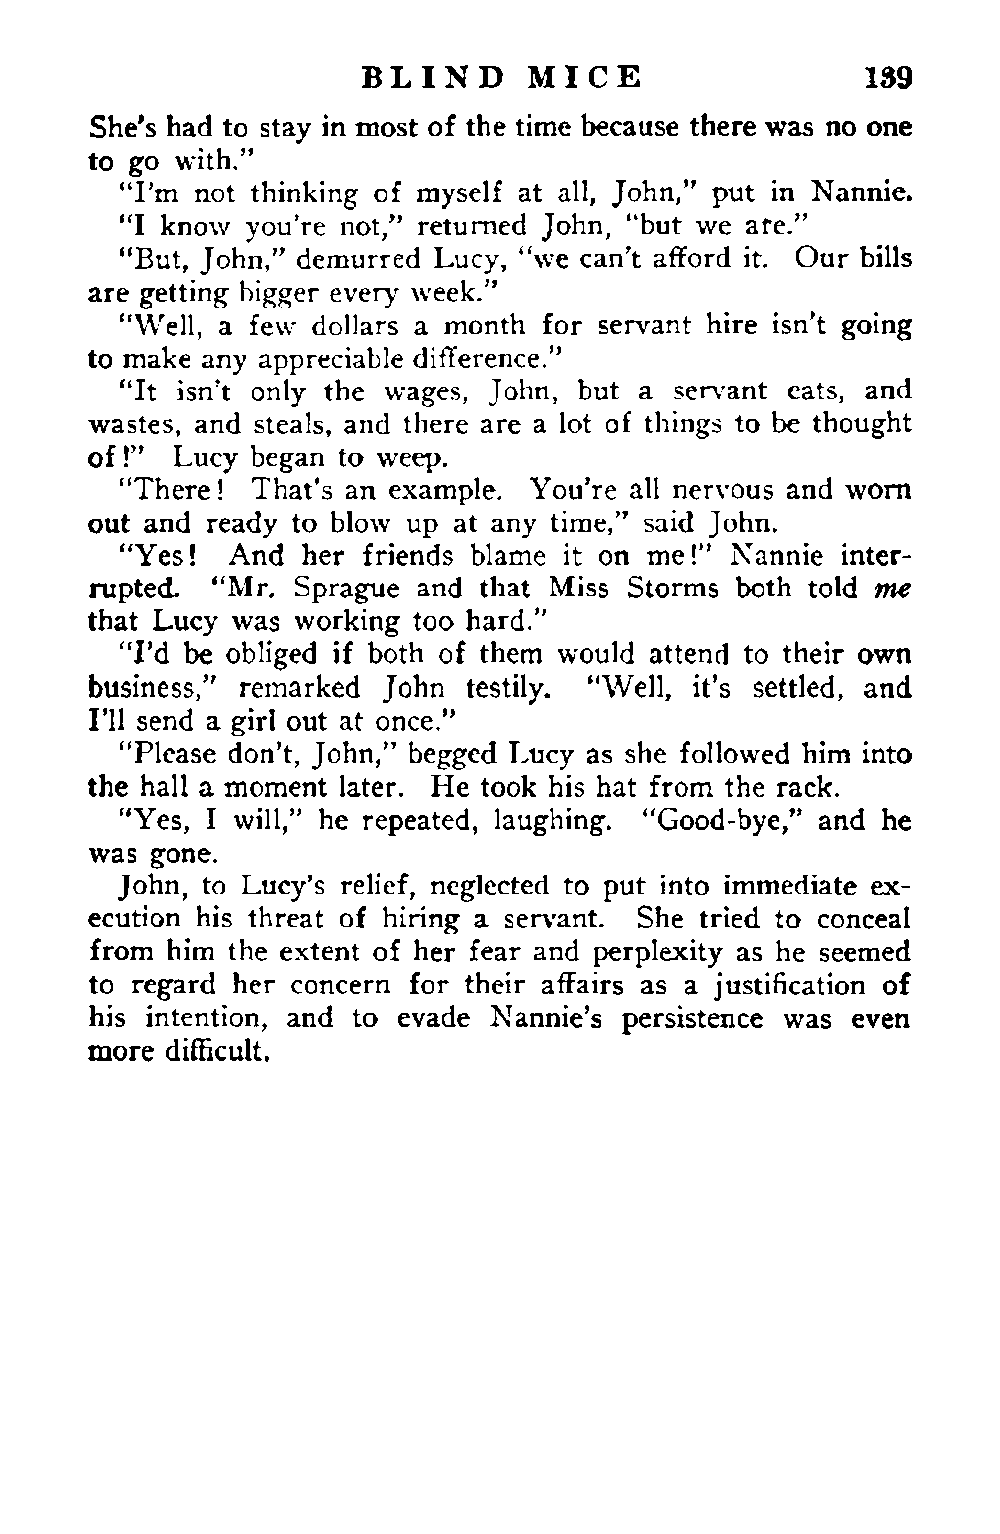 BLIND MICE 139
She's had to stay in most of the time because there was no one
to go with."
"I'm not thinking of myself at all, John," put in Nannie.
"I know you're not," returned John, "but we are."
"But, John," demurred Lucy, "we can't afford it. Our bills
are getting bigger every week."
"Well, a few dollars a month for servant hire isn't going
to make any appreciable difference."
"It isn't only the wages, John, but a servant eats, and
wastes, and steals, and there are a lot of things to be thought
of!" Lucy began to weep.
"There! That's an example. You're all nervous and worn
out and ready to blow up at any time," said John.
"Yes! And her friends blame it on me!" Nannie inter-
rupted. "Mr. Sprague and that Miss Storms both told me
that Lucy was working too hard."
"I'd be obliged if both of them would attend to their own
business," remarked John testily. "Well, it's settled, and
I'll send a girl out at once."
"Please don't, John," begged Lucy as she followed him into
the hall a moment later. He took his hat from the rack.
"Yes, I will," he repeated, laughing. "Good-bye," and he
was gone.
John, to Lucy's relief, neglected to put into immediate ex-
ecution his threat of hiring a servant. She tried to conceal
from him the extent of her fear and perplexity as he seemed
to regard her concern for their affairs as a justification of
his intention, and to evade Nannie's persistence was even
more difficult.